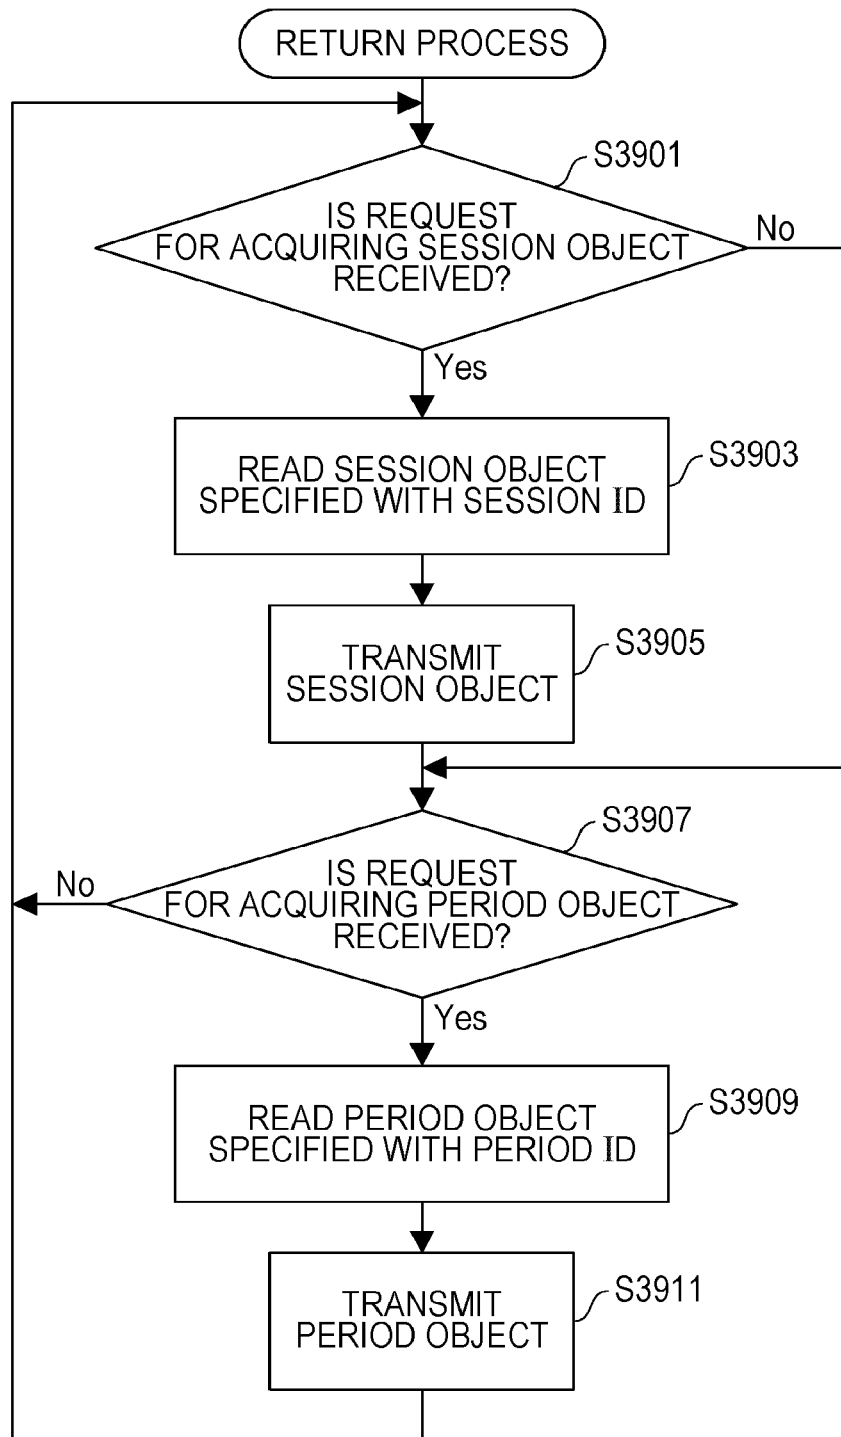 RETURN PROCESS
S3901
IS REQUEST
FOR ACQUIRING SESSION OBJECT
RECEIVED?
No
Yes
S3903
READ SESSION OBJECT
SPECIFIED WITH SESSION ID
S3905
TRANSMIT
SESSION OBJECT
S3907
IS REQUEST
FOR ACQUIRING PERIOD OBJECT
RECEIVED?
No
Yes
S3909
READ PERIOD OBJECT
SPECIFIED WITH PERIOD ID
S3911
TRANSMIT
PERIOD OBJECT